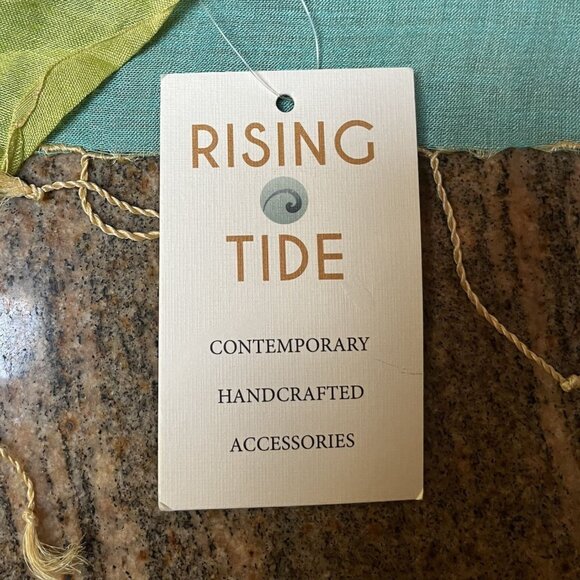 RISING
TIDE
CONTEMPORARY
HANDCRAFTED
ACCESSORIES